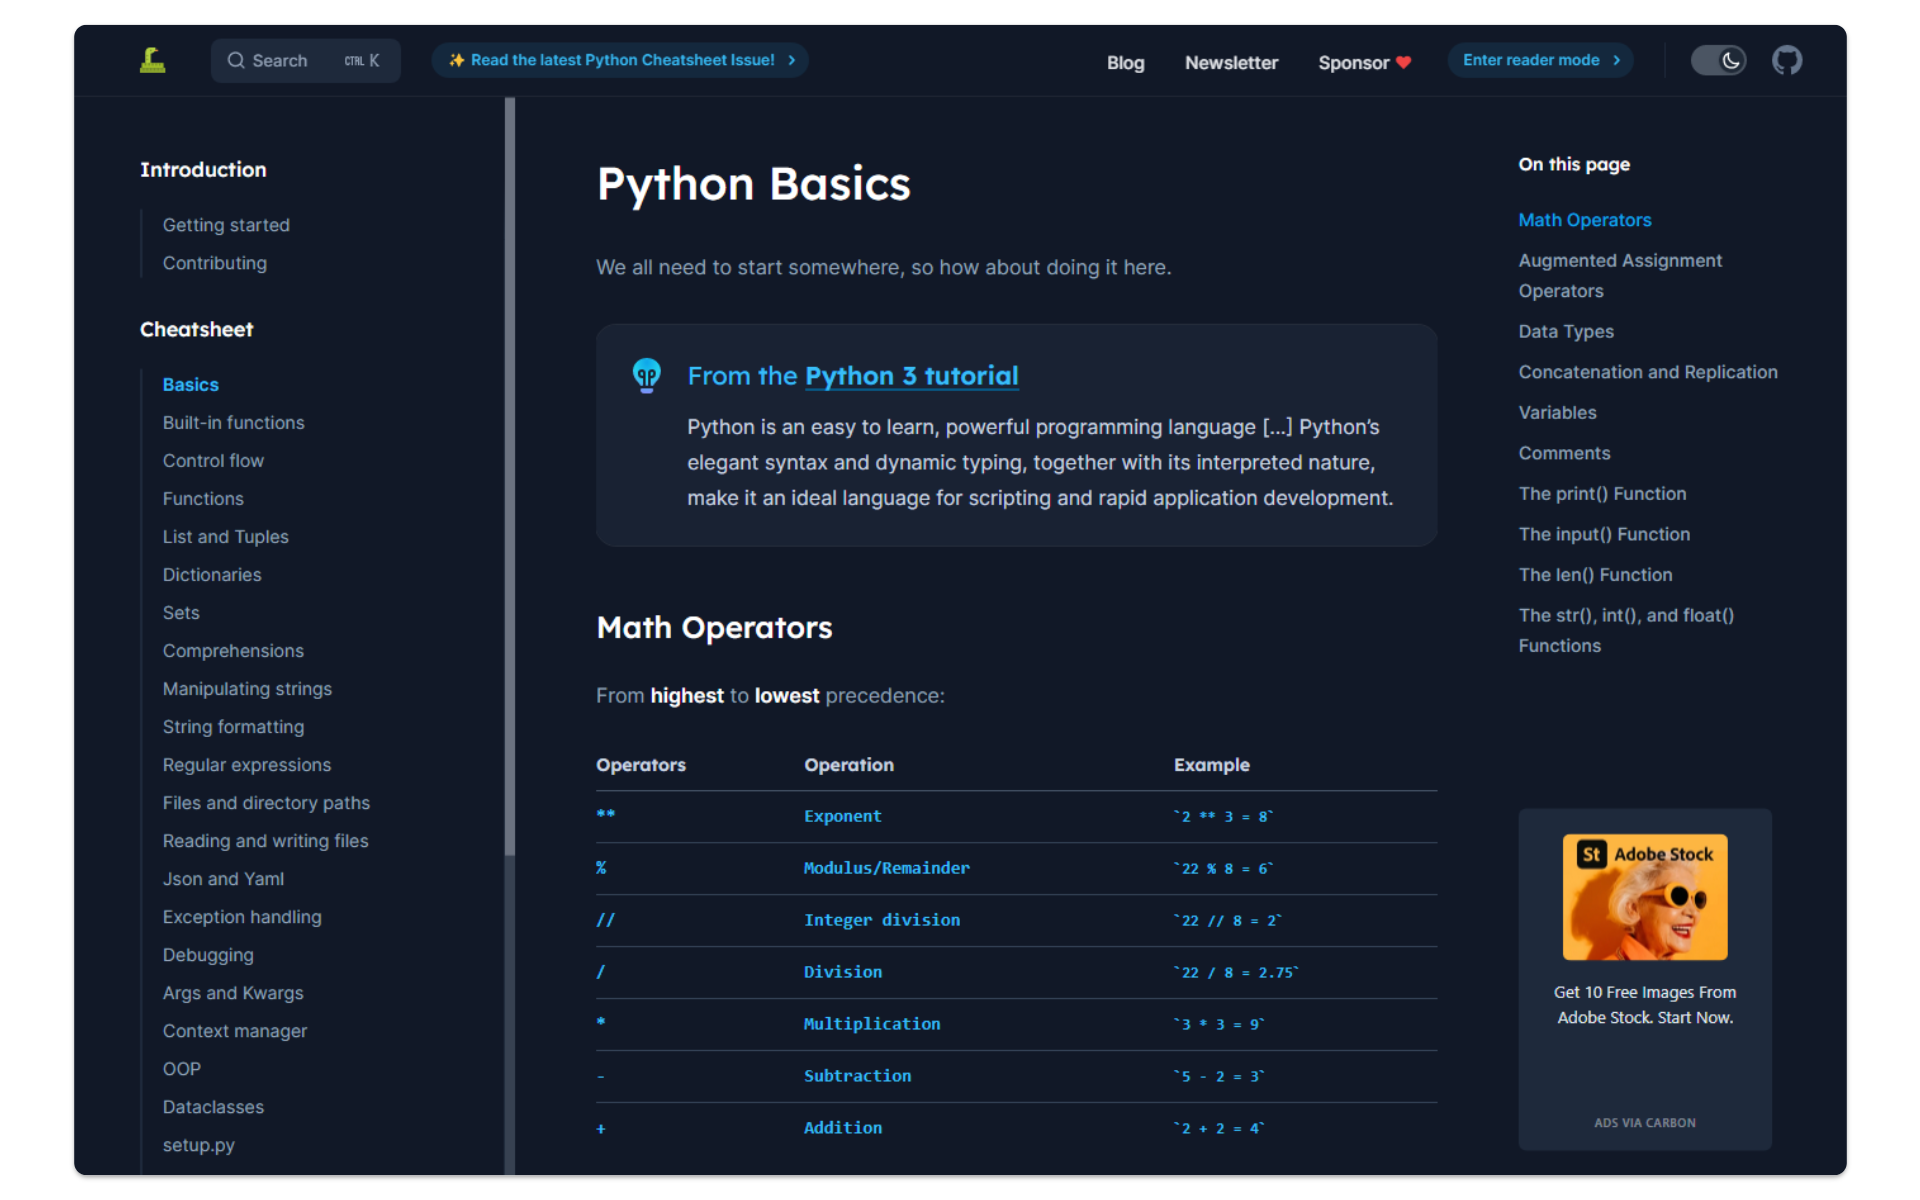 Search CTRL K
✨ Read the latest Python Cheatsheet Issue! ›
Blog
Newsletter
Sponsor ❤
Enter reader mode ›
Introduction
Getting started
Contributing
Cheatsheet
Basics
Built-in functions
Control flow
Functions
List and Tuples
Dictionaries
Sets
Comprehensions
Manipulating strings
String formatting
Regular expressions
Files and directory paths
Reading and writing files
Json and Yaml
Exception handling
Debugging
Args and Kwargs
Context manager
OOP
Dataclasses
setup.py
Python Basics
We all need to start somewhere, so how about doing it here.
From the Python 3 tutorial
Python is an easy to learn, powerful programming language [...] Python’s
elegant syntax and dynamic typing, together with its interpreted nature,
make it an ideal language for scripting and rapid application development.
Math Operators
From highest to lowest precedence:
Operators Operation Example
** Exponent `2 ** 3 = 8`
% Modulus/Remainder `22 % 8 = 6`
// Integer division `22 // 8 = 2`
/ Division `22 / 8 = 2.75`
* Multiplication `3 * 3 = 9`
- Subtraction `5 - 2 = 3`
+ Addition `2 + 2 = 4`
On this page
Math Operators
Augmented Assignment
Operators
Data Types
Concatenation and Replication
Variables
Comments
The print() Function
The input() Function
The len() Function
The str(), int(), and float()
Functions
St Adobe Stock
Get 10 Free Images From
Adobe Stock. Start Now.
ADS VIA CARBON